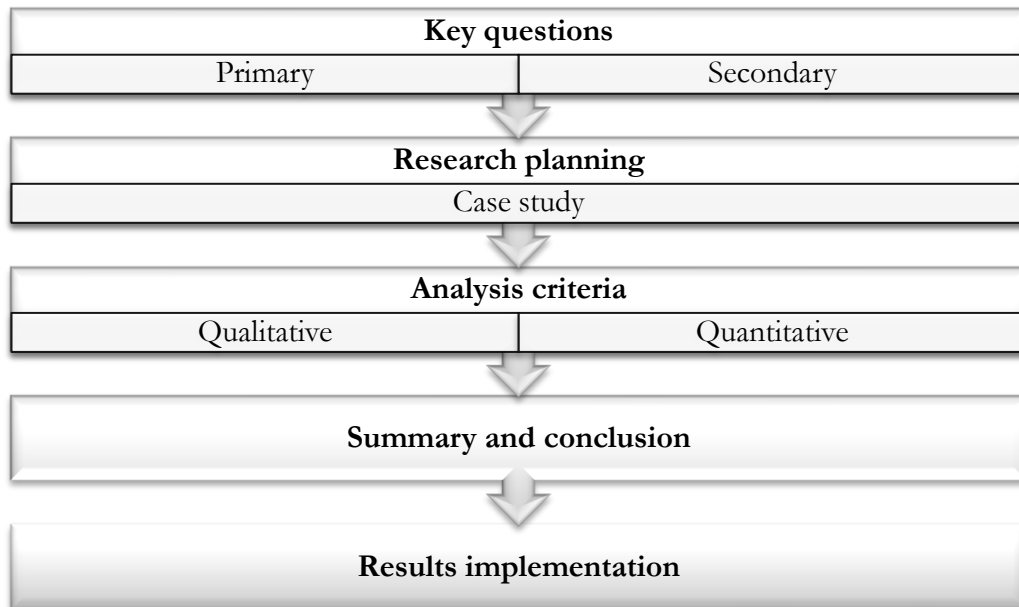 Key questions
Primary Secondary
Research planning
Case study
Analysis criteria
Qualitative Quantitative
Summary and conclusion
Results implementation